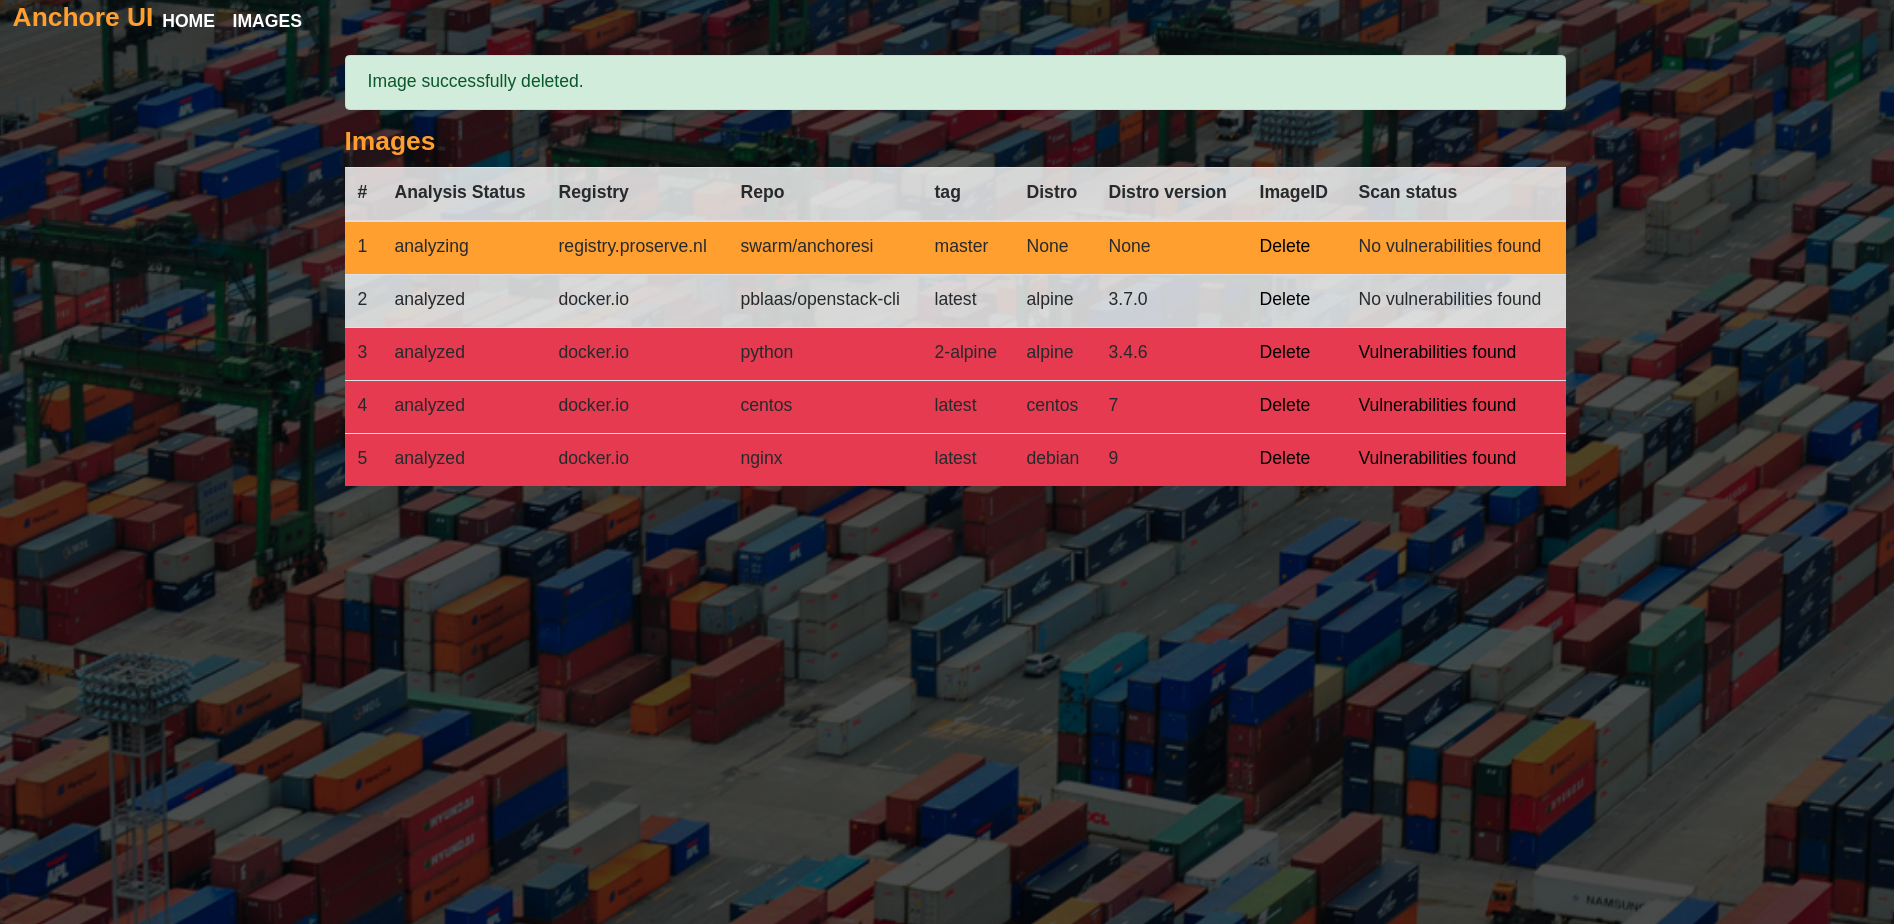 Anchore UI HOME IMAGES
Image successfully deleted.
Images
# Analysis Status Registry Repo tag Distro Distro version ImageID Scan status
1 analyzing registry.proserve.nl swarm/anchoresi master None None Delete No vulnerabilities found
2 analyzed docker.io pblaas/openstack-cli latest alpine 3.7.0 Delete No vulnerabilities found
3 analyzed docker.io python 2-alpine alpine 3.4.6 Delete Vulnerabilities found
4 analyzed docker.io centos latest centos 7 Delete Vulnerabilities found
5 analyzed docker.io nginx latest debian 9 Delete Vulnerabilities found
APL
HYUNDAI
HYUNDAI